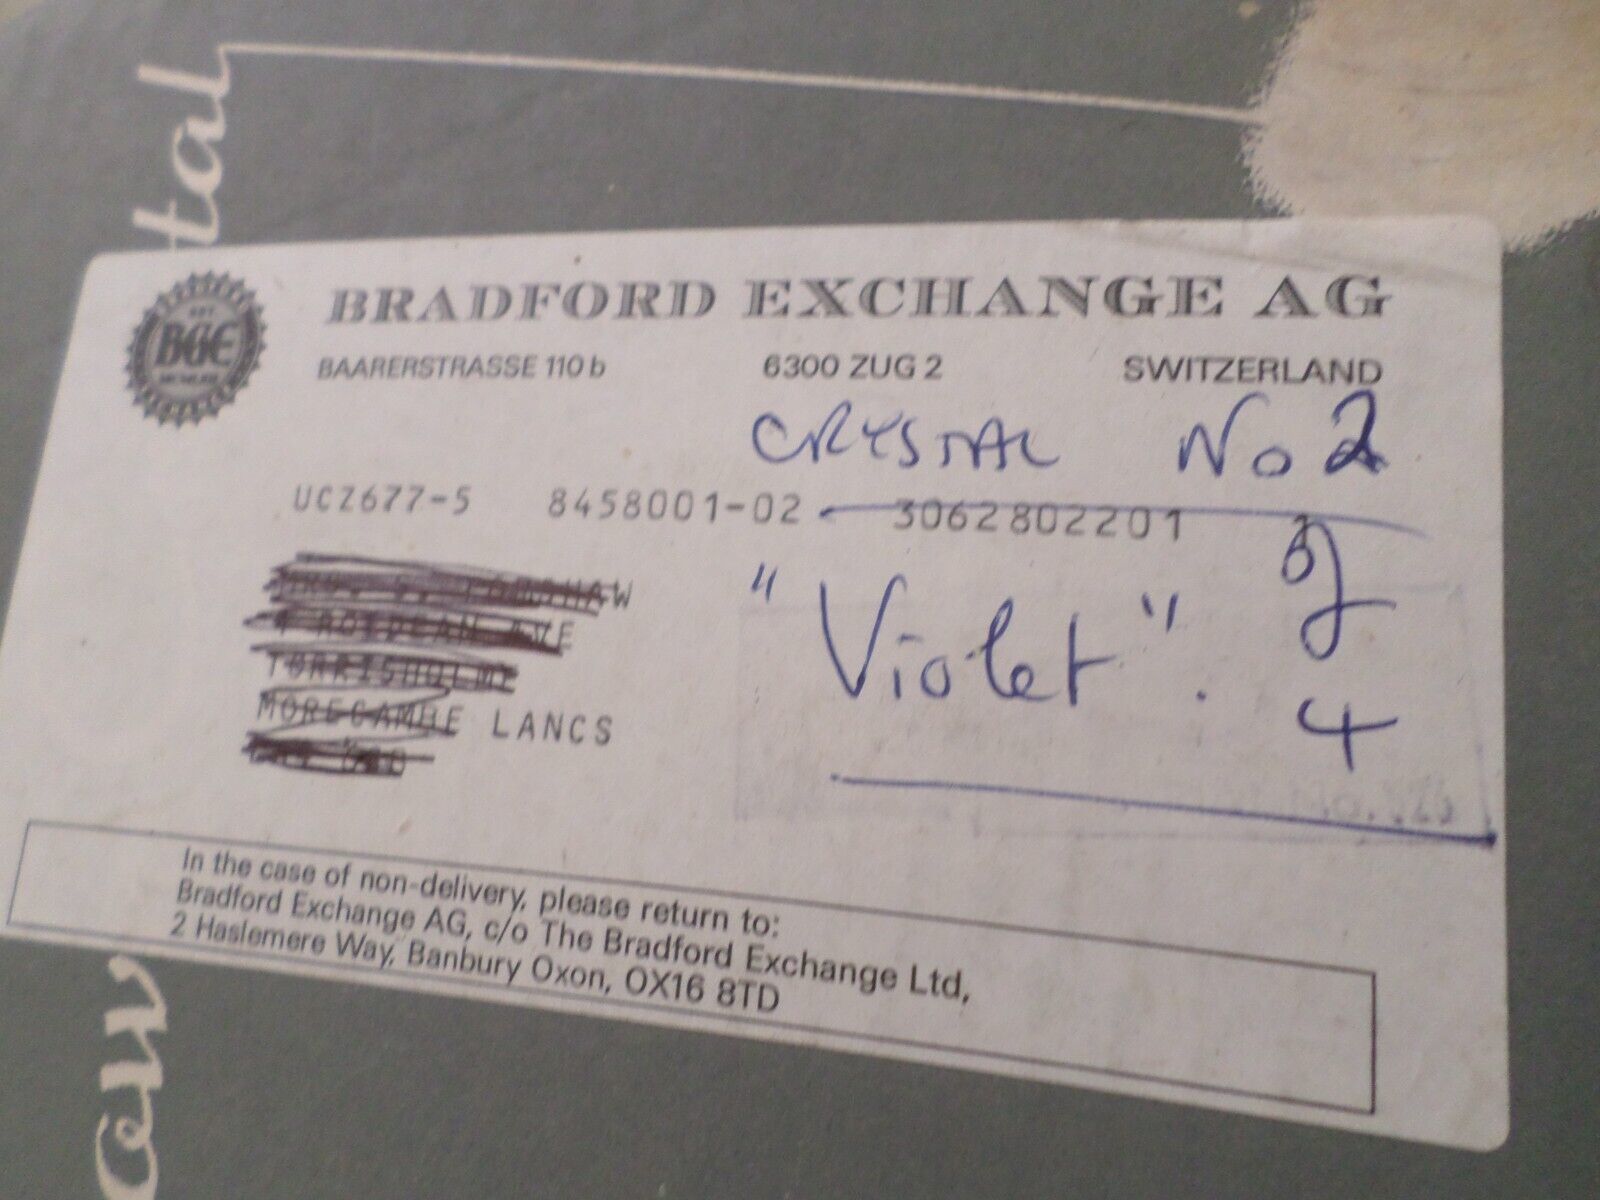 tal
BGE
BRADFORD EXCHANGE AG
BAARERSTRASSE 110 b 6300 ZUG 2 SWITZERLAND
CRYSTAL No 2
UCZ677-5 8458001-02 3062802201
of
"Violet".
4
LANCS
In the case of non-delivery, please return to:
Bradford Exchange AG, c/o The Bradford Exchange Ltd,
2 Haslemere Way, Banbury Oxon, OX16 8TD